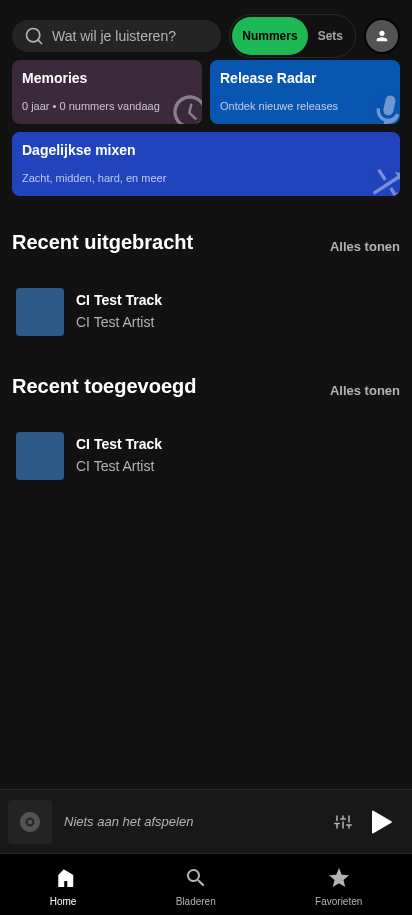 Wat wil je luisteren?
Nummers
Sets
Memories
0 jaar • 0 nummers vandaag
Release Radar
Ontdek nieuwe releases
Dagelijkse mixen
Zacht, midden, hard, en meer
Recent uitgebracht
Alles tonen
CI Test Track
CI Test Artist
Recent toegevoegd
Alles tonen
CI Test Track
CI Test Artist
Niets aan het afspelen
Home
Bladeren
Favorieten